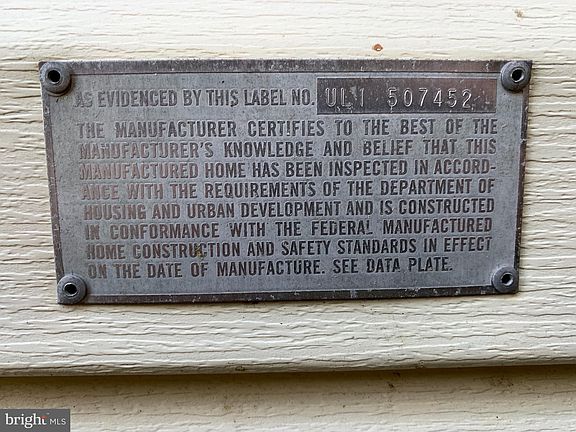 AS EVIDENCED BY THIS LABEL NO. UL1 507452
THE MANUFACTURER CERTIFIES TO THE BEST OF THE
MANUFACTURER'S KNOWLEDGE AND BELIEF THAT THIS
MANUFACTURED HOME HAS BEEN INSPECTED IN ACCORD-
ANCE WITH THE REQUIREMENTS OF THE DEPARTMENT OF
HOUSING AND URBAN DEVELOPMENT AND IS CONSTRUCTED
IN CONFORMANCE WITH THE FEDERAL MANUFACTURED
HOME CONSTRUCTION AND SAFETY STANDARDS IN EFFECT
ON THE DATE OF MANUFACTURE. SEE DATA PLATE.
bright MLS